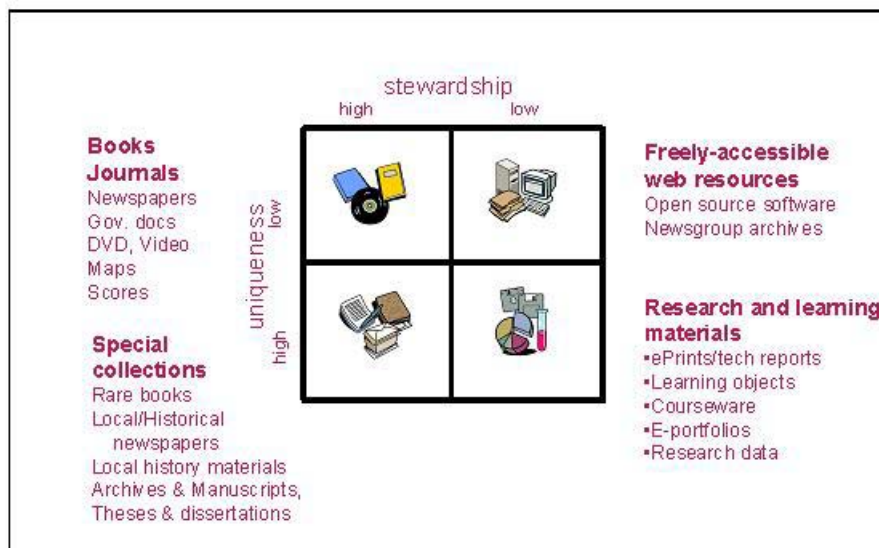 stewardship
high low
Books
Journals
Newspapers
Gov. docs
DVD, Video
Maps
Scores
Special
collections
Rare books
Local/Historical
newspapers
Local history materials
Archives & Manuscripts,
Theses & dissertations
uniqueness
low
high
Freely-accessible
web resources
Open source software
Newsgroup archives
Research and learning
materials
▪ePrints/tech reports
▪Learning objects
▪Courseware
▪E-portfolios
▪Research data